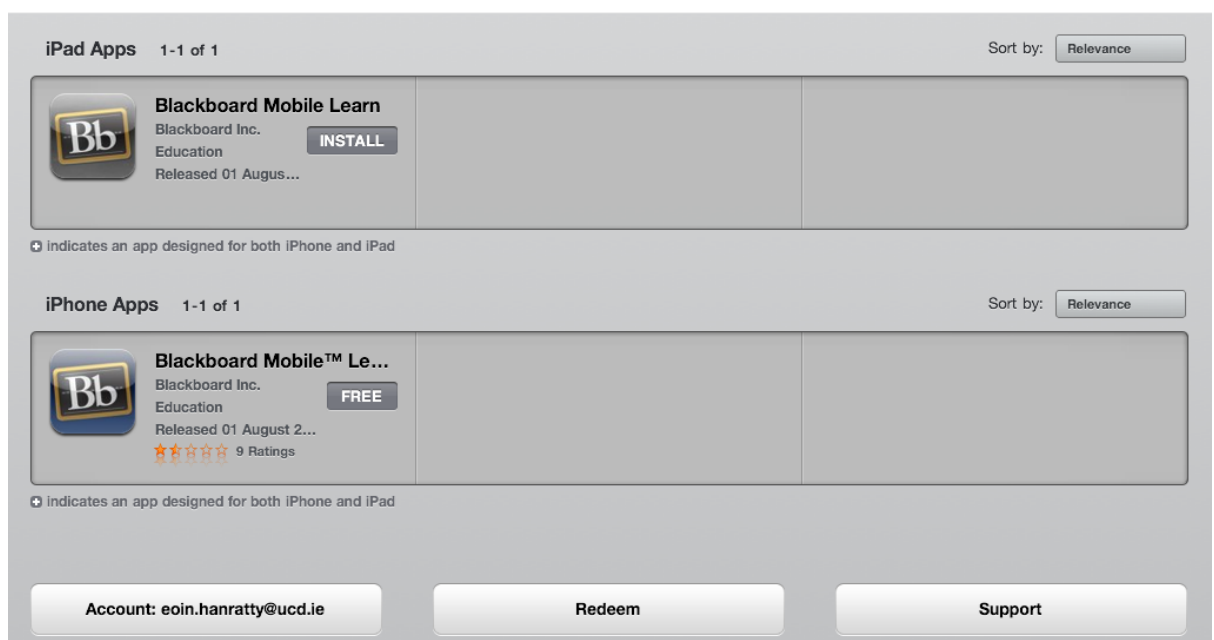 iPad Apps 1-1 of 1 Sort by: Relevance
Bb
Blackboard Mobile Learn
Blackboard Inc.
INSTALL
Education
Released 01 Augus...
indicates an app designed for both iPhone and iPad
iPhone Apps 1-1 of 1 Sort by: Relevance
Bb
Blackboard Mobile™ Le...
Blackboard Inc.
FREE
Education
Released 01 August 2...
9 Ratings
indicates an app designed for both iPhone and iPad
Account: eoin.hanratty@ucd.ie Redeem Support